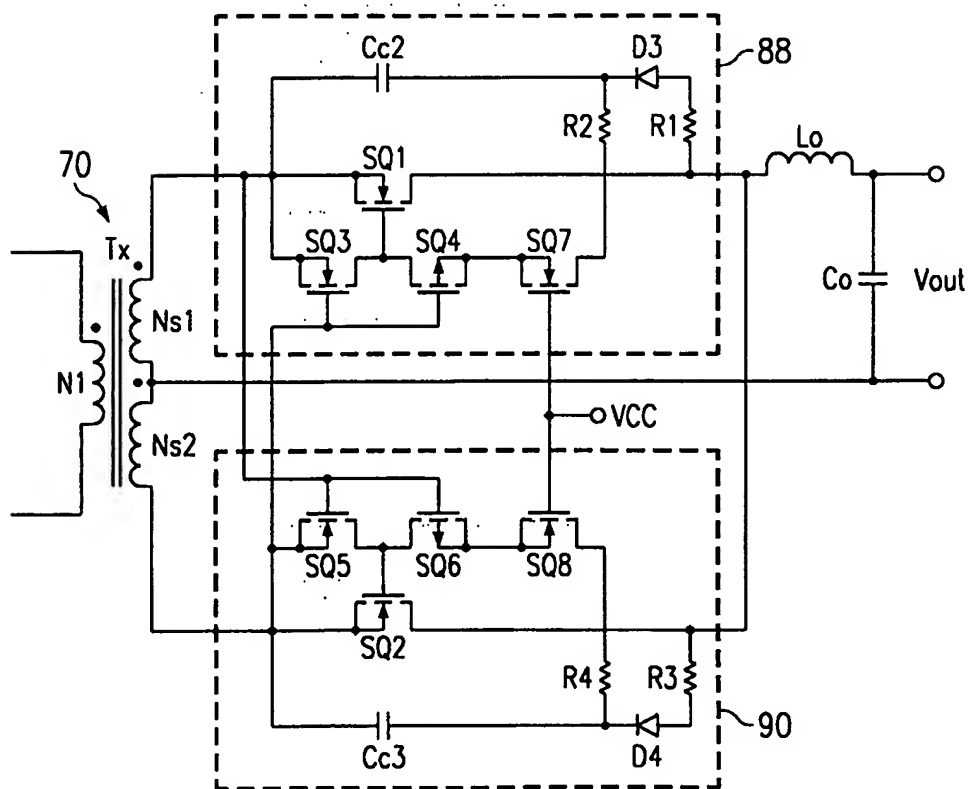 Cc2
D3
88
R2
R1
Lo
SQ1
70
Tx
SQ3
SQ4
SQ7
Co
Vout
Ns1
N1
VCC
Ns2
SQ5
SQ6
SQ8
SQ2
R4
R3
90
Cc3
D4